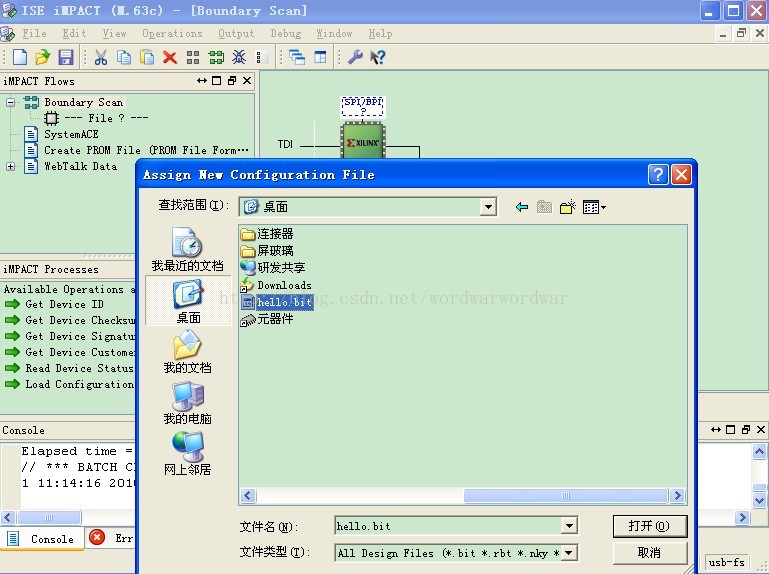 ISE iMPACT (M.63c) - [Boundary Scan]
File Edit View Operations Output Debug Window Help
iMPACT Flows
Boundary Scan
--- File ? ---
SystemACE
Create PROM File (PROM File Form...
WebTalk Data
SPI/BPI
?
TDI
XILINX
Assign New Configuration File
查找范围(I):
桌面
我最近的文档
桌面
我的文档
我的电脑
网上邻居
连接器
屏玻璃
研发共享
Downloads
hello.bit
元器件
http://blog.csdn.net/wordwarwordwar
iMPACT Processes
Available Operations a
Get Device ID
Get Device Checksu
Get Device Signatu
Get Device Custome
Read Device Status
Load Configuration
Console
Elapsed time =
// *** BATCH C
1 11:14:16 201
文件名(N):
hello.bit
打开(O)
文件类型(T):
All Design Files (*.bit *.rbt *.nky *
取消
Console
Err
usb-fs